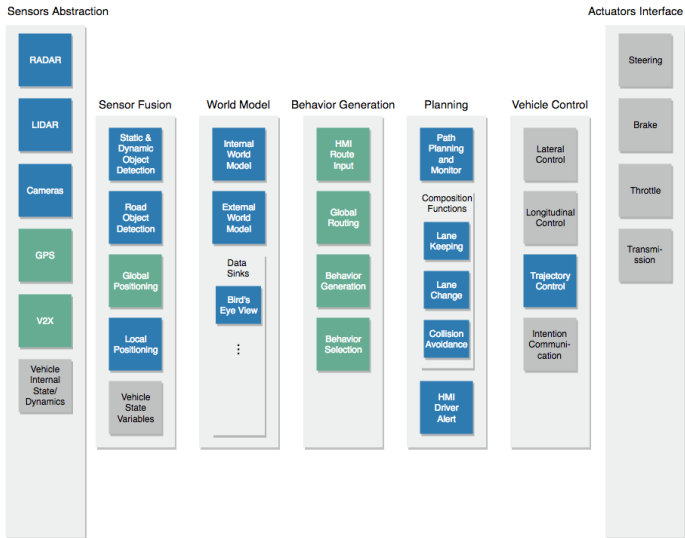 Sensors Abstraction
RADAR
LIDAR
Cameras
GPS
V2X
Vehicle
Internal
State/
Dynamics
Sensor Fusion
Static &
Dynamic
Object
Detection
Road
Object
Detection
Global
Positioning
Local
Positioning
Vehicle
State
Variables
World Model
Internal
World
Model
External
World
Model
Data
Sinks
Bird's
Eye View
⋮
Behavior Generation
HMI
Route
Input
Global
Routing
Behavior
Generation
Behavior
Selection
Planning
Path
Planning
and
Monitor
Composition
Functions
Lane
Keeping
Lane
Change
Collision
Avoidance
HMI
Driver
Alert
Vehicle Control
Lateral
Control
Longitudinal
Control
Trajectory
Control
Intention
Communi-
cation
Actuators Interface
Steering
Brake
Throttle
Transmi-
ssion